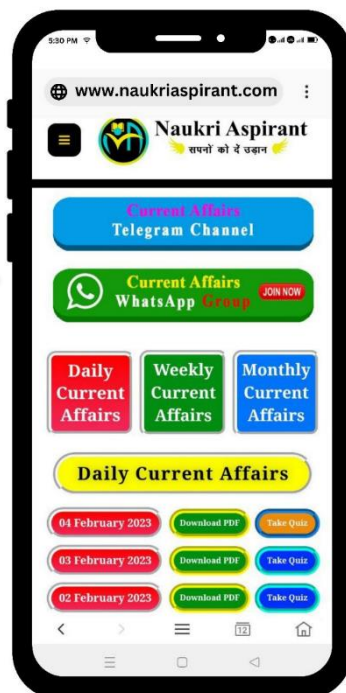 5:30 PM
www.naukriaspirant.com
Naukri Aspirant
सपनों को दें उड़ान
Current Affairs
Telegram Channel
Current Affairs
WhatsApp Group
JOIN NOW
Daily Current Affairs
Weekly Current Affairs
Monthly Current Affairs
Daily Current Affairs
04 February 2023 Download PDF Take Quiz
03 February 2023 Download PDF Take Quiz
02 February 2023 Download PDF Take Quiz
12